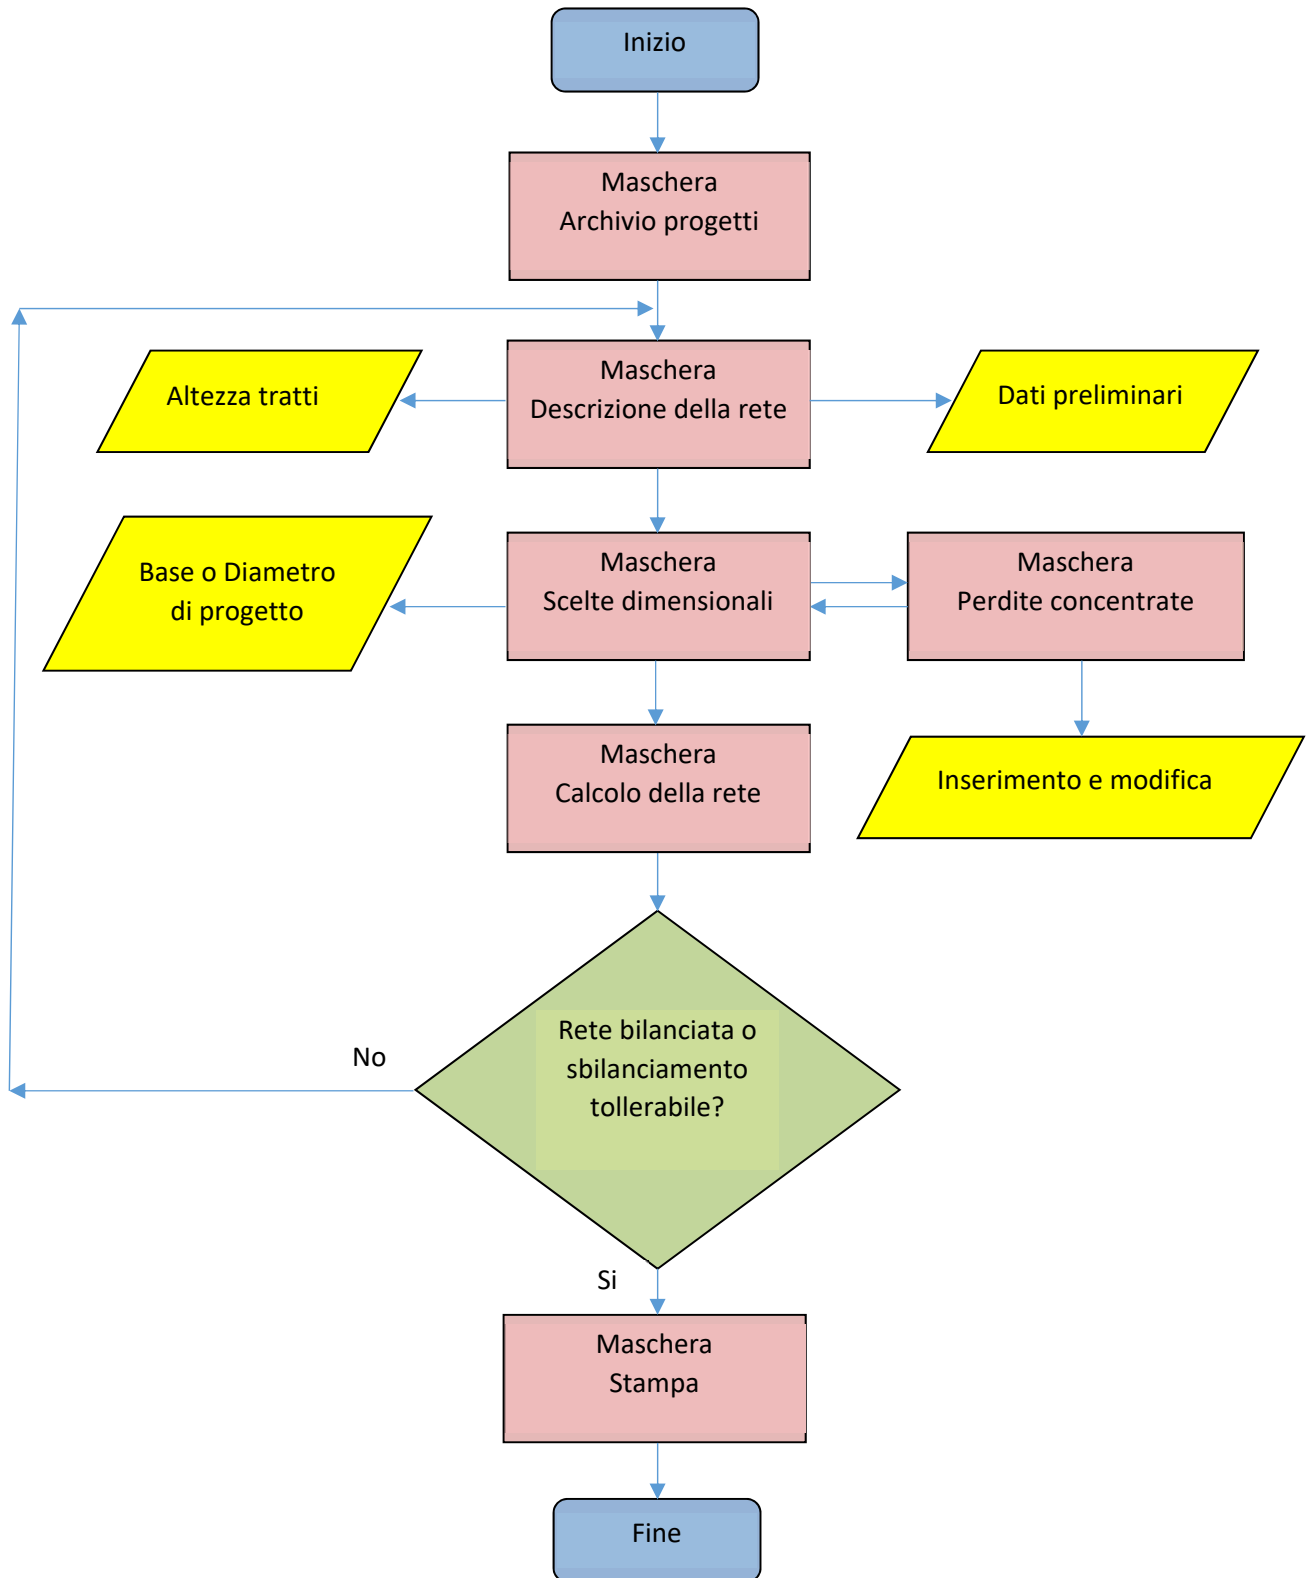 Inizio
Maschera
Archivio progetti
Altezza tratti
Maschera
Descrizione della rete
Dati preliminari
Base o Diametro
di progetto
Maschera
Scelte dimensionali
Maschera
Perdite concentrate
Maschera
Calcolo della rete
Inserimento e modifica
Rete bilanciata o
sbilanciamento
tollerabile?
No
Si
Maschera
Stampa
Fine